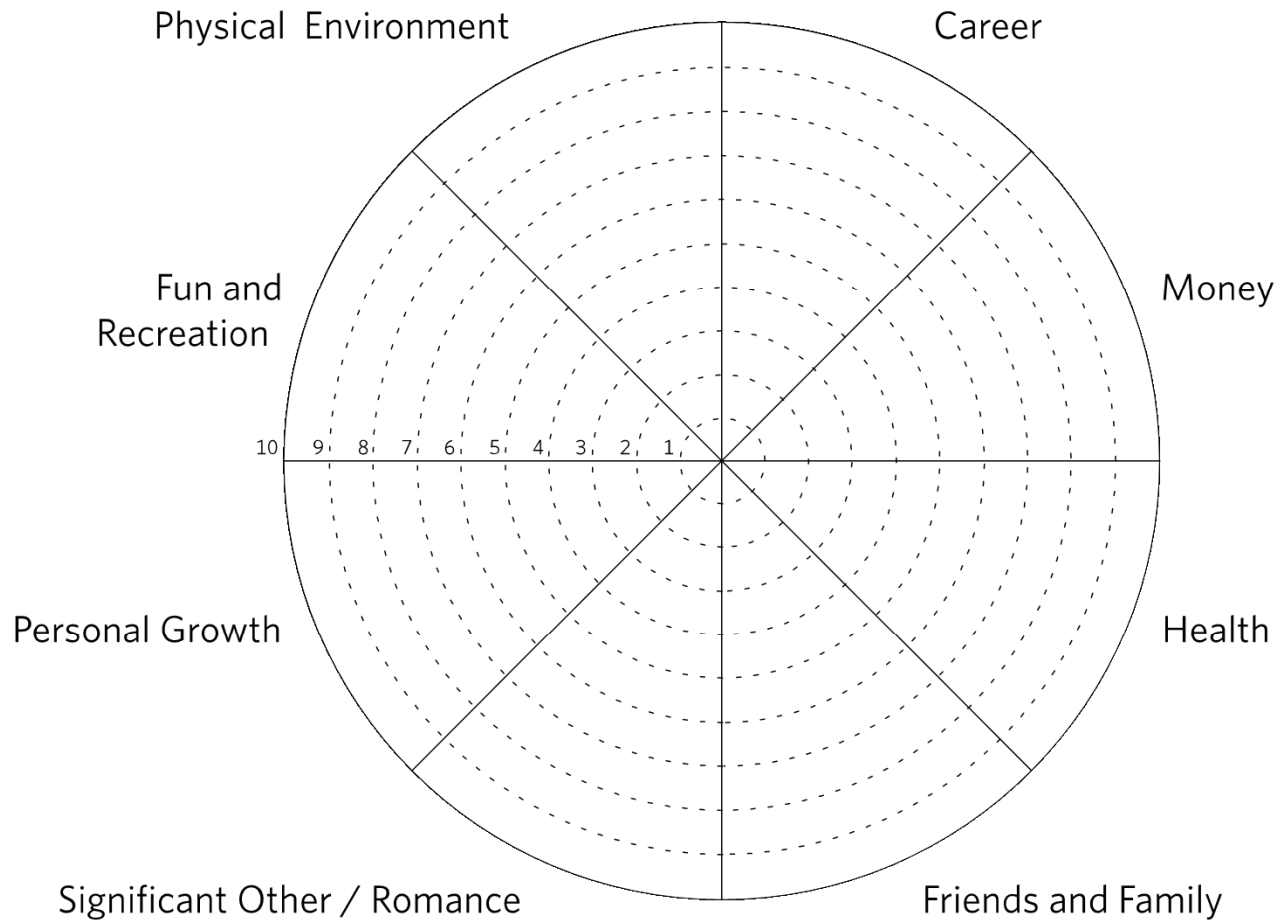 Physical Environment
Career
Fun and
Recreation
Money
10 9 8 7 6 5 4 3 2 1
Personal Growth
Health
Significant Other / Romance
Friends and Family